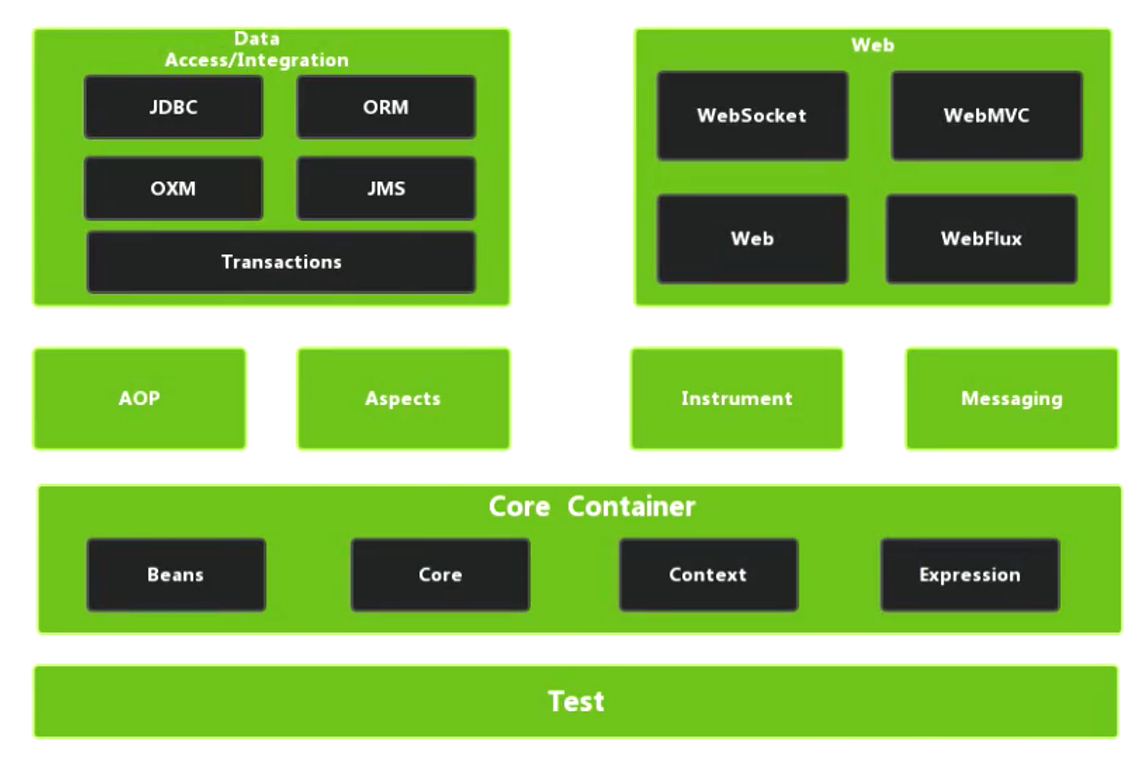 Data
Access/Integration
JDBC
ORM
OXM
JMS
Transactions
Web
WebSocket
WebMVC
Web
WebFlux
AOP
Aspects
Instrument
Messaging
Core Container
Beans
Core
Context
Expression
Test